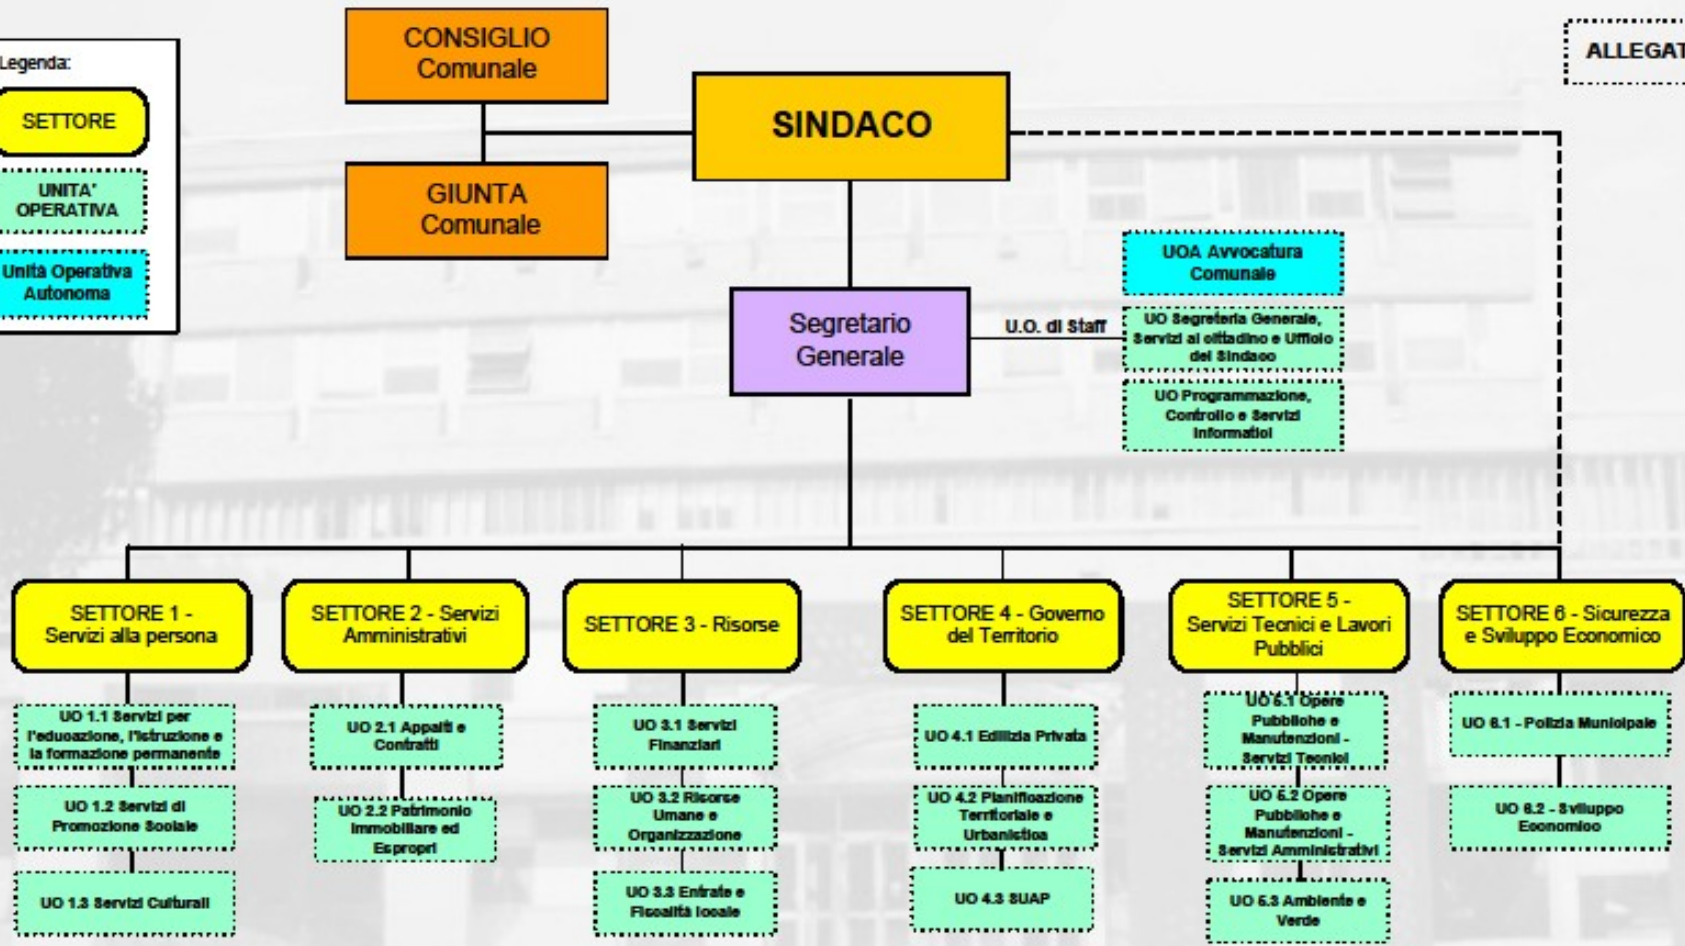 Legenda:
SETTORE
UNITA'
OPERATIVA
Unità Operativa
Autonoma
CONSIGLIO
Comunale
GIUNTA
Comunale
SINDACO
ALLEGAT
Segretario
Generale
U.O. di Staff
UOA Avvocatura
Comunale
UO Segreteria Generale,
Servizi al cittadino e Ufficio
del Sindaco
UO Programmazione,
Controllo e Servizi
Informatici
SETTORE 1 -
Servizi alla persona
UO 1.1 Servizi per
l'educazione, l'istruzione e
la formazione permanente
UO 1.2 Servizi di
Promozione Sociale
UO 1.3 Servizi Culturali
SETTORE 2 - Servizi
Amministrativi
UO 2.1 Appalti e
Contratti
UO 2.2 Patrimonio
Immobiliare ed
Espropri
SETTORE 3 - Risorse
UO 3.1 Servizi
Finanziari
UO 3.2 Risorse
Umane e
Organizzazione
UO 3.3 Entrate e
Fiscalità locale
SETTORE 4 - Governo
del Territorio
UO 4.1 Edilizia Privata
UO 4.2 Pianificazione
Territoriale e
Urbanistica
UO 4.3 SUAP
SETTORE 5 -
Servizi Tecnici e Lavori
Pubblici
UO 5.1 Opere
Pubbliche e
Manutenzioni -
Servizi Tecnici
UO 5.2 Opere
Pubbliche e
Manutenzioni -
Servizi Amministrativi
UO 5.3 Ambiente e
Verde
SETTORE 6 - Sicurezza
e Sviluppo Economico
UO 6.1 - Polizia Municipale
UO 6.2 - Sviluppo
Economico